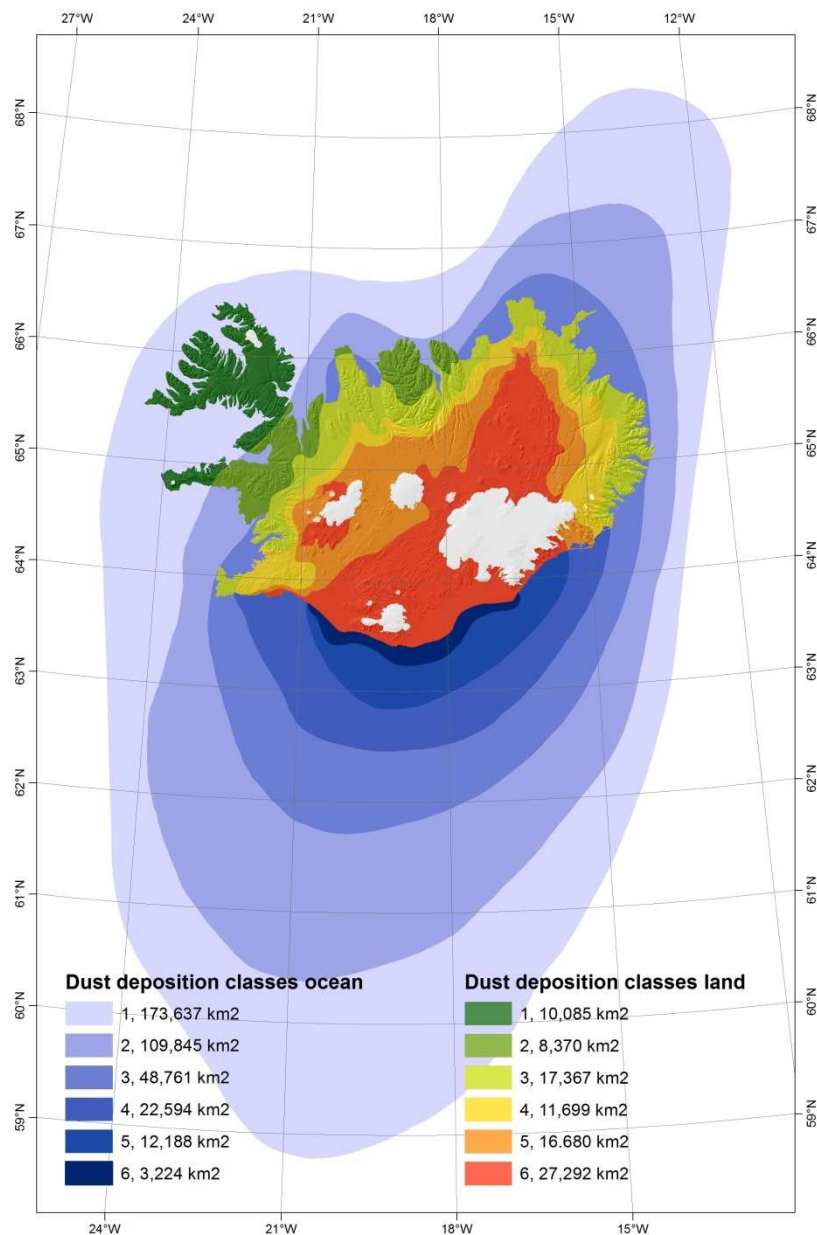 27°W 24°W 21°W 18°W 15°W 12°W
68°N 68°N
67°N 67°N
66°N 66°N
65°N 65°N
64°N 64°N
63°N 63°N
62°N 62°N
61°N 61°N
60°N 60°N
59°N 59°N
Dust deposition classes ocean
1, 173,637 km2
2, 109,845 km2
3, 48,761 km2
4, 22,594 km2
5, 12,188 km2
6, 3,224 km2
Dust deposition classes land
1, 10,085 km2
2, 8,370 km2
3, 17,367 km2
4, 11,699 km2
5, 16.680 km2
6, 27,292 km2
24°W 21°W 18°W 15°W